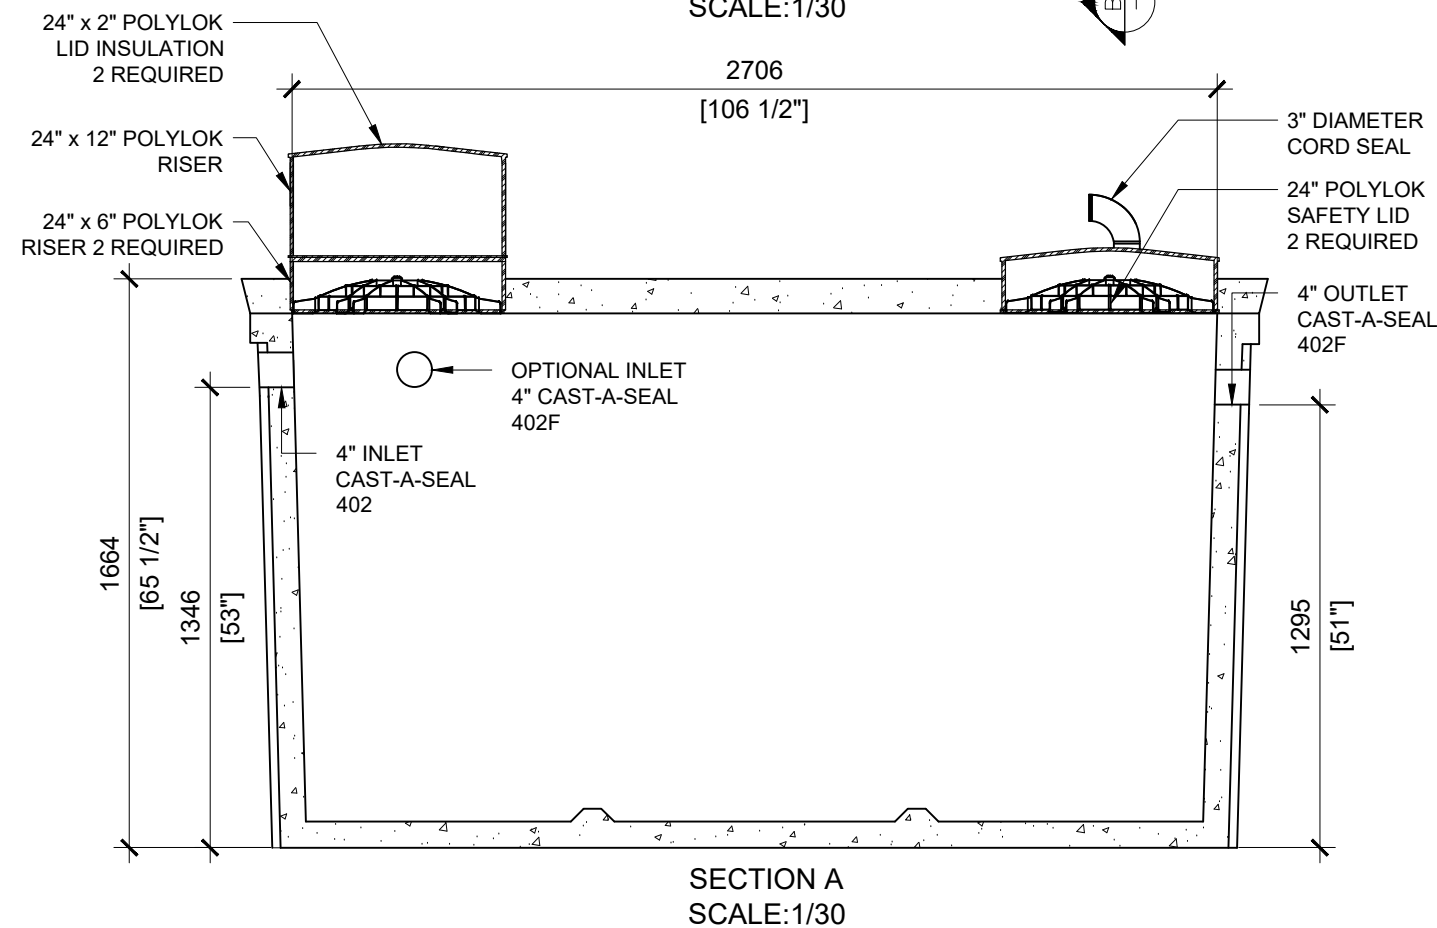 SCALE:1/30
B
24" x 2" POLYLOK
LID INSULATION
2 REQUIRED
2706
[106 1/2"]
24" x 12" POLYLOK
RISER
3" DIAMETER
CORD SEAL
24" POLYLOK
SAFETY LID
2 REQUIRED
24" x 6" POLYLOK
RISER 2 REQUIRED
4" OUTLET
CAST-A-SEAL
402F
OPTIONAL INLET
4" CAST-A-SEAL
402F
4" INLET
CAST-A-SEAL
402
1664
[65 1/2"]
1346
[53"]
1295
[51"]
SECTION A
SCALE:1/30